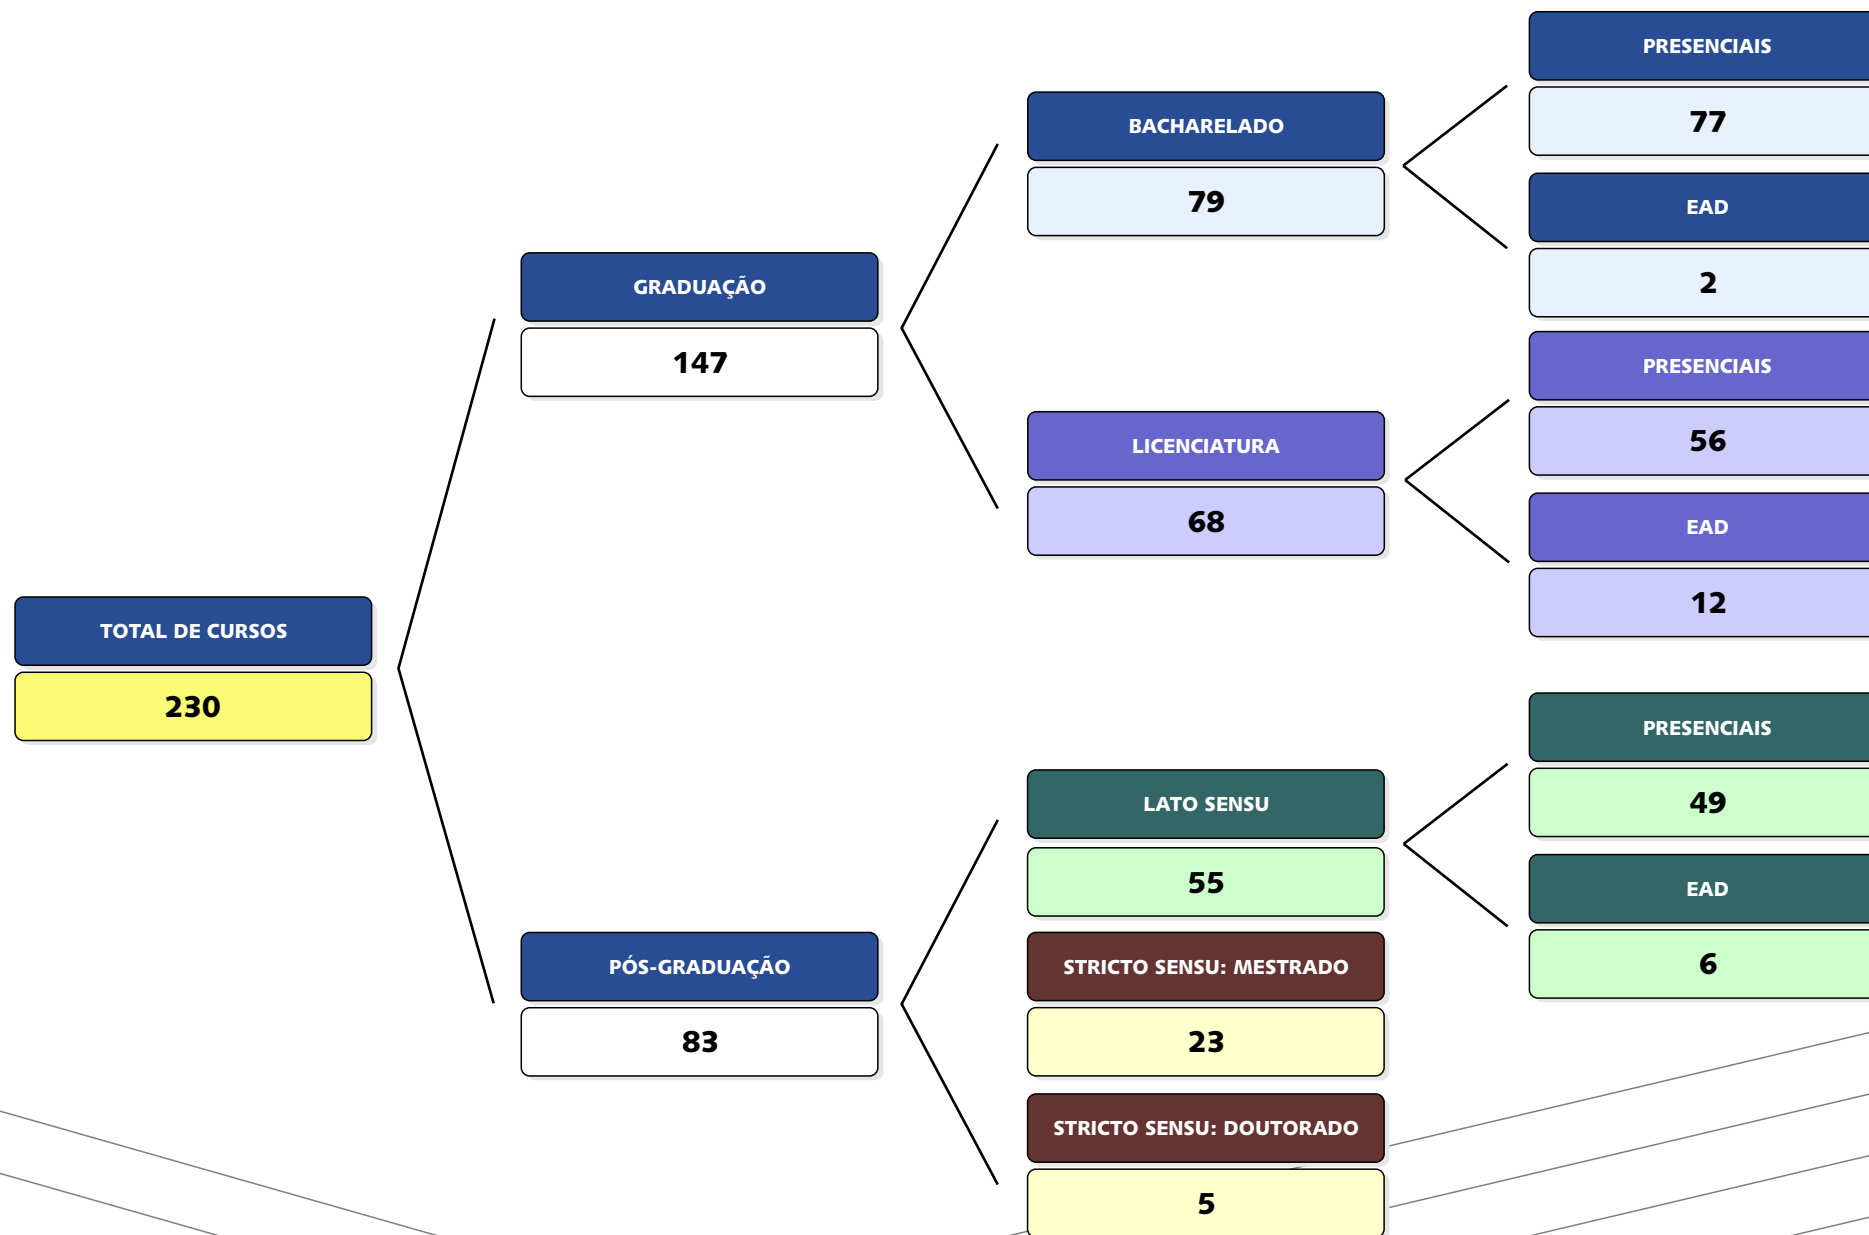 TOTAL DE CURSOS
230
GRADUAÇÃO
147
BACHARELADO
79
PRESENCIAIS
77
EAD
2
LICENCIATURA
68
PRESENCIAIS
56
EAD
12
PÓS-GRADUAÇÃO
83
LATO SENSU
55
PRESENCIAIS
49
EAD
6
STRICTO SENSU: MESTRADO
23
STRICTO SENSU: DOUTORADO
5